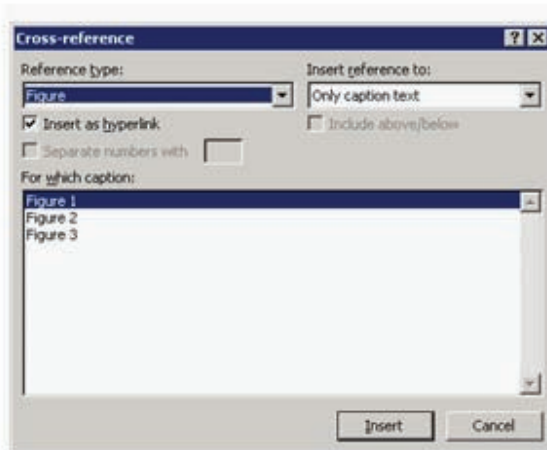 Cross-reference
Reference type:
Insert reference to:
Figure
Only caption text
Insert as hyperlink
Include above/below
Separate numbers with
For which caption:
Figure 1
Figure 2
Figure 3
Insert
Cancel